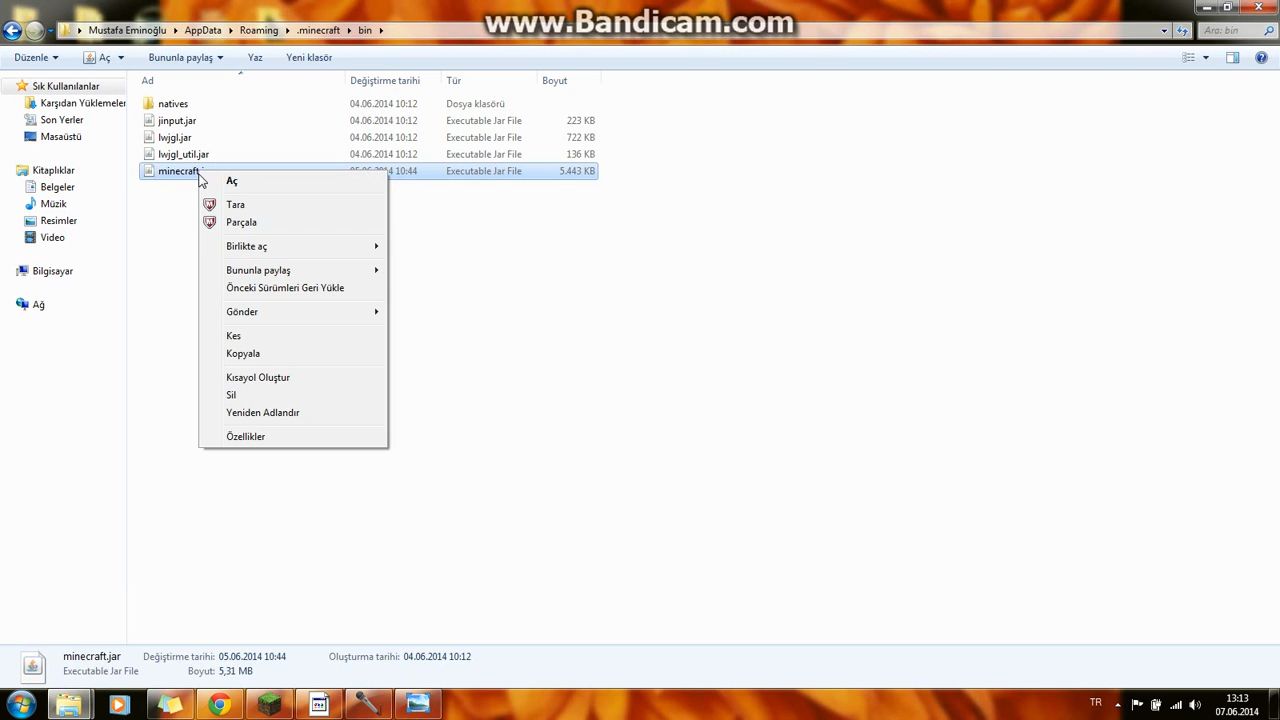 www.Bandicam.com
Mustafa Eminoğlu ▸ AppData ▸ Roaming ▸ .minecraft ▸ bin ▸
Ara: bin
Düzenle
Aç
Bununla paylaş
Yaz
Yeni klasör
Sık Kullanılanlar
Karşıdan Yüklemeler
Son Yerler
Masaüstü
Kitaplıklar
Belgeler
Müzik
Resimler
Video
Bilgisayar
Ağ
Ad Değiştirme tarihi Tür Boyut
natives 04.06.2014 10:12 Dosya klasörü
jinput.jar 04.06.2014 10:12 Executable Jar File 223 KB
lwjgl.jar 04.06.2014 10:12 Executable Jar File 722 KB
lwjgl_util.jar 04.06.2014 10:12 Executable Jar File 136 KB
minecraft 05.06.2014 10:44 Executable Jar File 5.443 KB
Aç
Tara
Parçala
Birlikte aç
Bununla paylaş
Önceki Sürümleri Geri Yükle
Gönder
Kes
Kopyala
Kısayol Oluştur
Sil
Yeniden Adlandır
Özellikler
minecraft.jar Değiştirme tarihi: 05.06.2014 10:44 Oluşturma tarihi: 04.06.2014 10:12
Executable Jar File Boyut: 5,31 MB
TR
13:13
07.06.2014